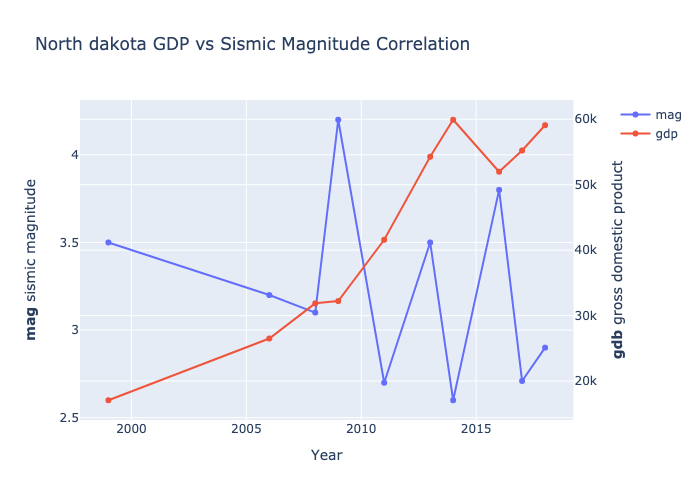 North dakota GDP vs Sismic Magnitude Correlation
mag
gdp
4
3.5
3
2.5
mag sismic magnitude
60k
50k
40k
30k
20k
gdb gross domestic product
2000 2005 2010 2015
Year